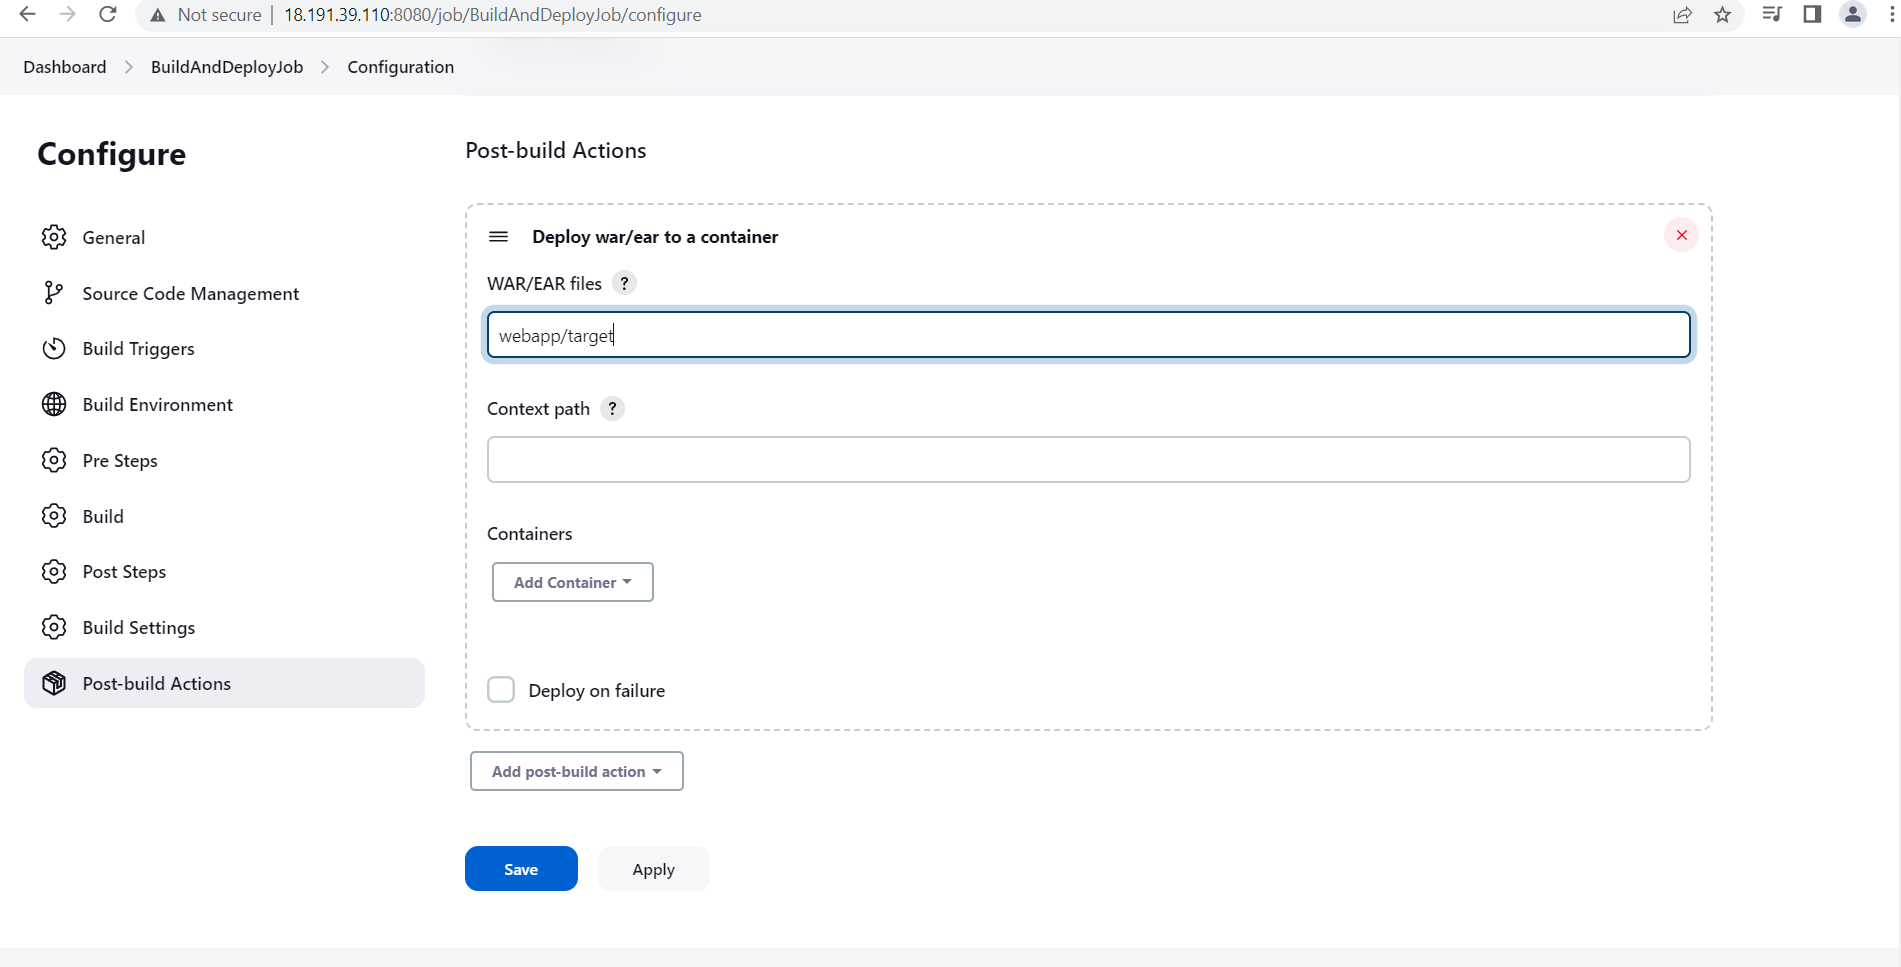 Not secure | 18.191.39.110:8080/job/BuildAndDeployJob/configure
Dashboard > BuildAndDeployJob > Configuration
Configure
General
Source Code Management
Build Triggers
Build Environment
Pre Steps
Build
Post Steps
Build Settings
Post-build Actions
Post-build Actions
Deploy war/ear to a container
WAR/EAR files ?
webapp/target
Context path ?
Containers
Add Container
Deploy on failure
Add post-build action
Save
Apply